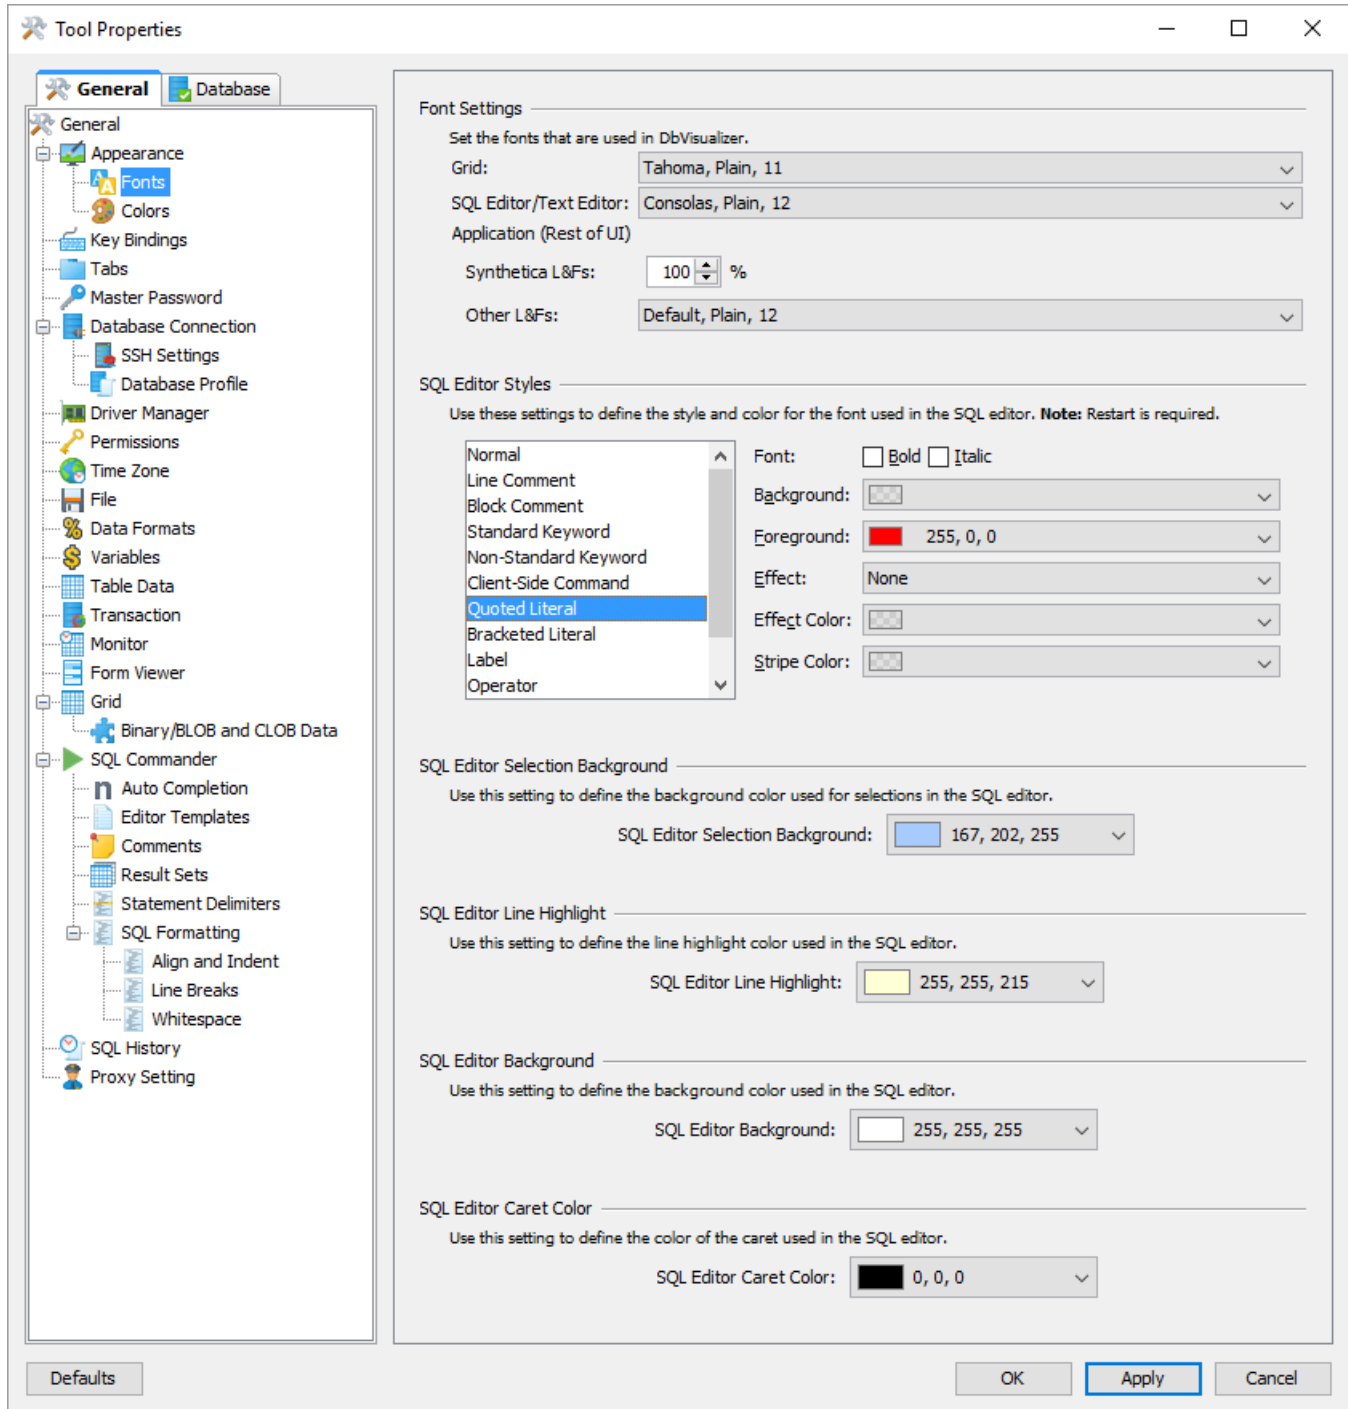 Tool Properties
General
Database
General
Appearance
Fonts
Colors
Key Bindings
Tabs
Master Password
Database Connection
SSH Settings
Database Profile
Driver Manager
Permissions
Time Zone
File
Data Formats
Variables
Table Data
Transaction
Monitor
Form Viewer
Grid
Binary/BLOB and CLOB Data
SQL Commander
Auto Completion
Editor Templates
Comments
Result Sets
Statement Delimiters
SQL Formatting
Align and Indent
Line Breaks
Whitespace
SQL History
Proxy Setting
Font Settings
Set the fonts that are used in DbVisualizer.
Grid: Tahoma, Plain, 11
SQL Editor/Text Editor: Consolas, Plain, 12
Application (Rest of UI)
Synthetica L&Fs: 100 %
Other L&Fs: Default, Plain, 12
SQL Editor Styles
Use these settings to define the style and color for the font used in the SQL editor. Note: Restart is required.
Normal
Line Comment
Block Comment
Standard Keyword
Non-Standard Keyword
Client-Side Command
Quoted Literal
Bracketed Literal
Label
Operator
Font: Bold Italic
Background:
Foreground: 255, 0, 0
Effect: None
Effect Color:
Stripe Color:
SQL Editor Selection Background
Use this setting to define the background color used for selections in the SQL editor.
SQL Editor Selection Background: 167, 202, 255
SQL Editor Line Highlight
Use this setting to define the line highlight color used in the SQL editor.
SQL Editor Line Highlight: 255, 255, 215
SQL Editor Background
Use this setting to define the background color used in the SQL editor.
SQL Editor Background: 255, 255, 255
SQL Editor Caret Color
Use this setting to define the color of the caret used in the SQL editor.
SQL Editor Caret Color: 0, 0, 0
Defaults
OK
Apply
Cancel